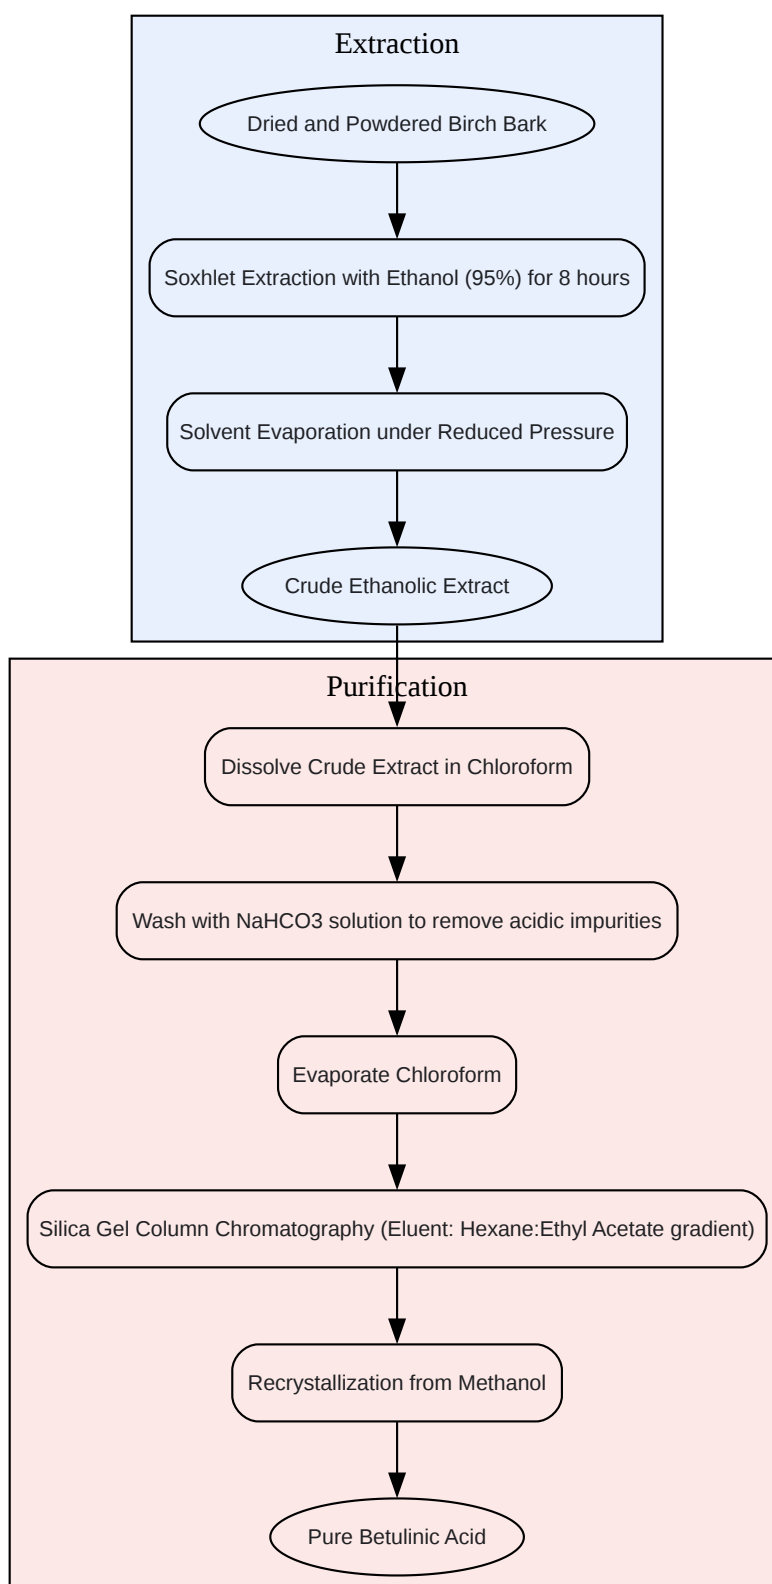 Extraction
Dried and Powdered Birch Bark
Soxhlet Extraction with Ethanol (95%) for 8 hours
Solvent Evaporation under Reduced Pressure
Crude Ethanolic Extract
Purification
Dissolve Crude Extract in Chloroform
Wash with NaHCO3 solution to remove acidic impurities
Evaporate Chloroform
Silica Gel Column Chromatography (Eluent: Hexane:Ethyl Acetate gradient)
Recrystallization from Methanol
Pure Betulinic Acid